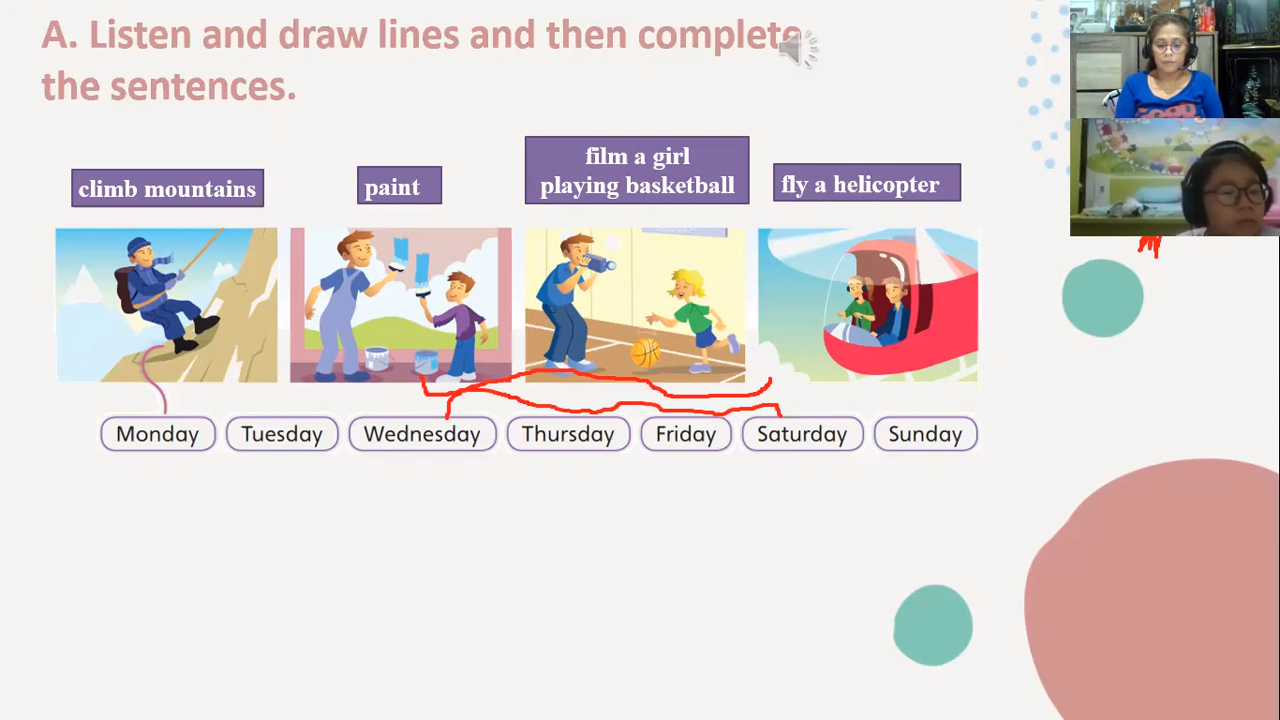 A. Listen and draw lines and then complete
the sentences.
climb mountains
paint
film a girl
playing basketball
fly a helicopter
Monday
Tuesday
Wednesday
Thursday
Friday
Saturday
Sunday